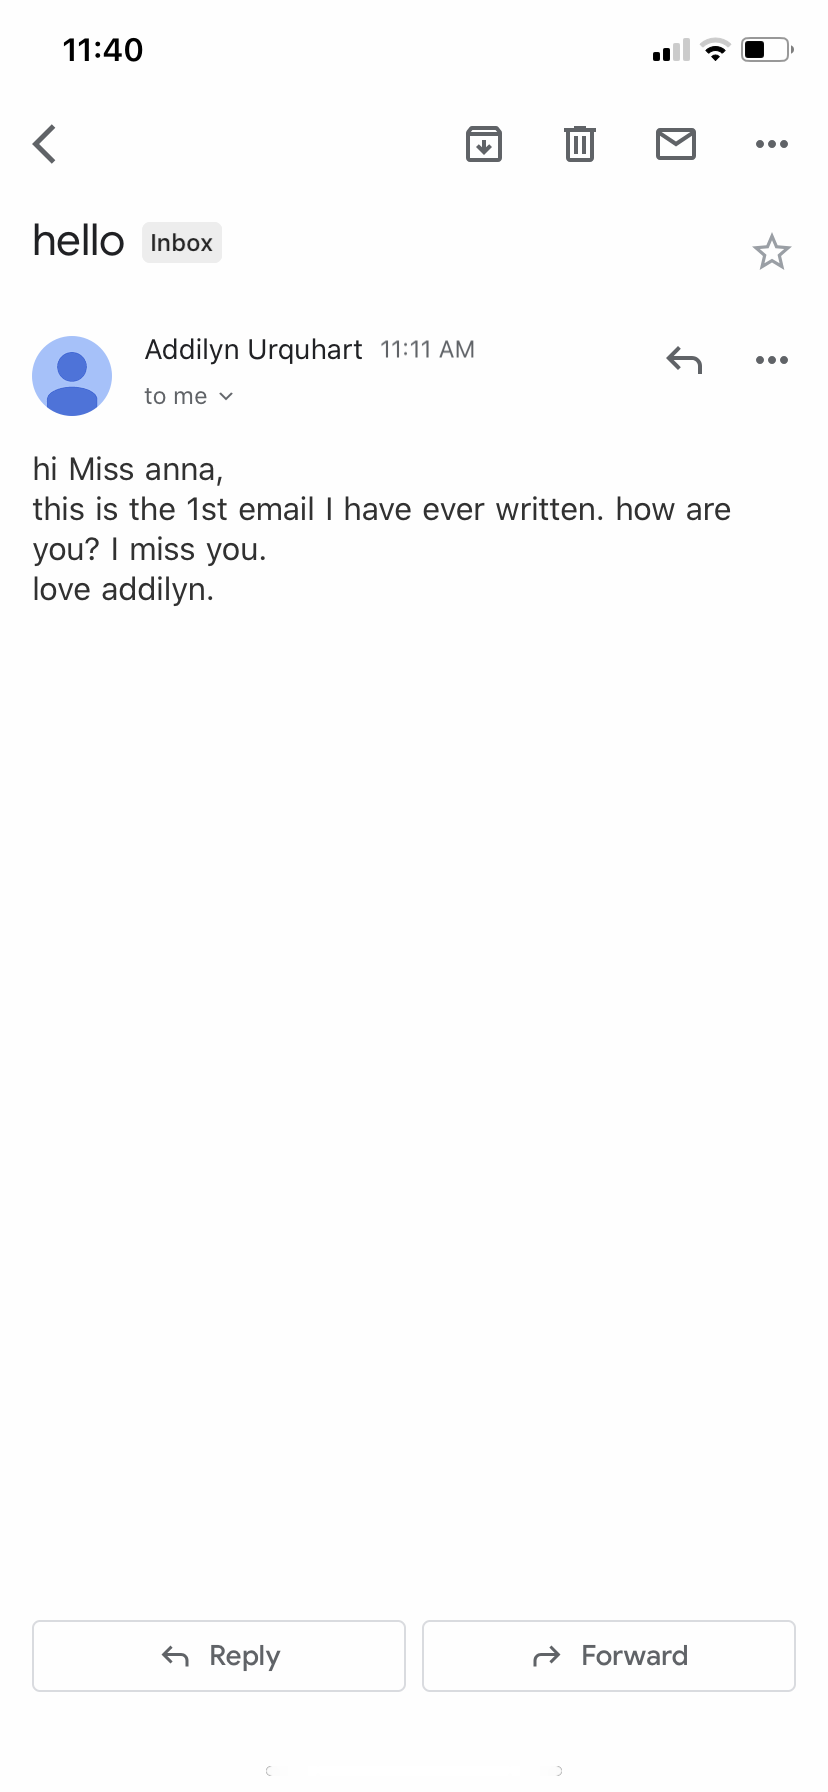 11:40
hello Inbox
Addilyn Urquhart 11:11 AM
to me
hi Miss anna,
this is the 1st email I have ever written. how are
you? I miss you.
love addilyn.
Reply Forward